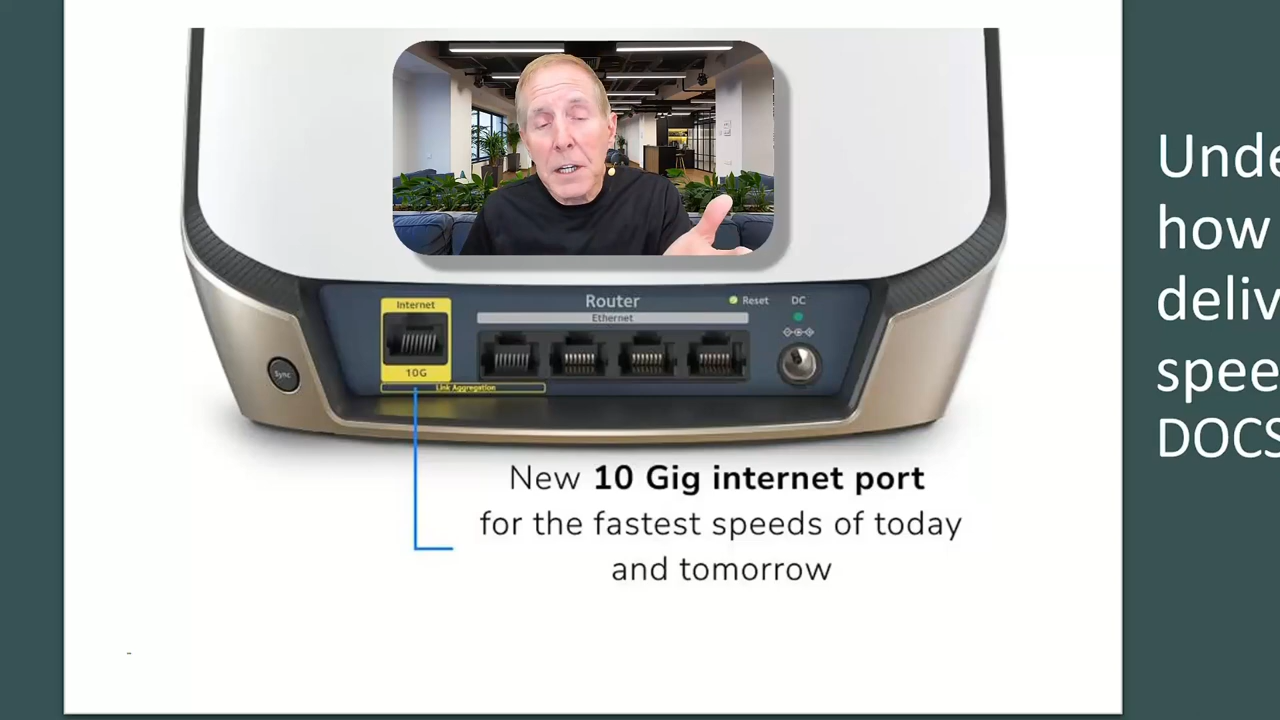 Internet
Router
Reset
DC
Ethernet
10G
Sync
Link Aggregation
New 10 Gig internet port
for the fastest speeds of today
and tomorrow
Unde
how
deliv
spee
DOCS